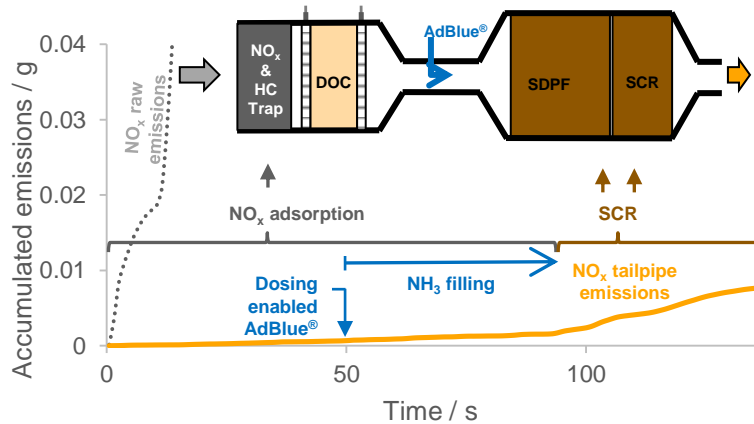 Accumulated emissions / g
0.04
0.03
0.02
0.01
0
NOₓ raw
emissions
NOₓ
&
HC
Trap
DOC
AdBlue®
SDPF
SCR
NOₓ adsorption
SCR
Dosing
enabled
AdBlue®
NH₃ filling
NOₓ tailpipe
emissions
0
50
100
Time / s